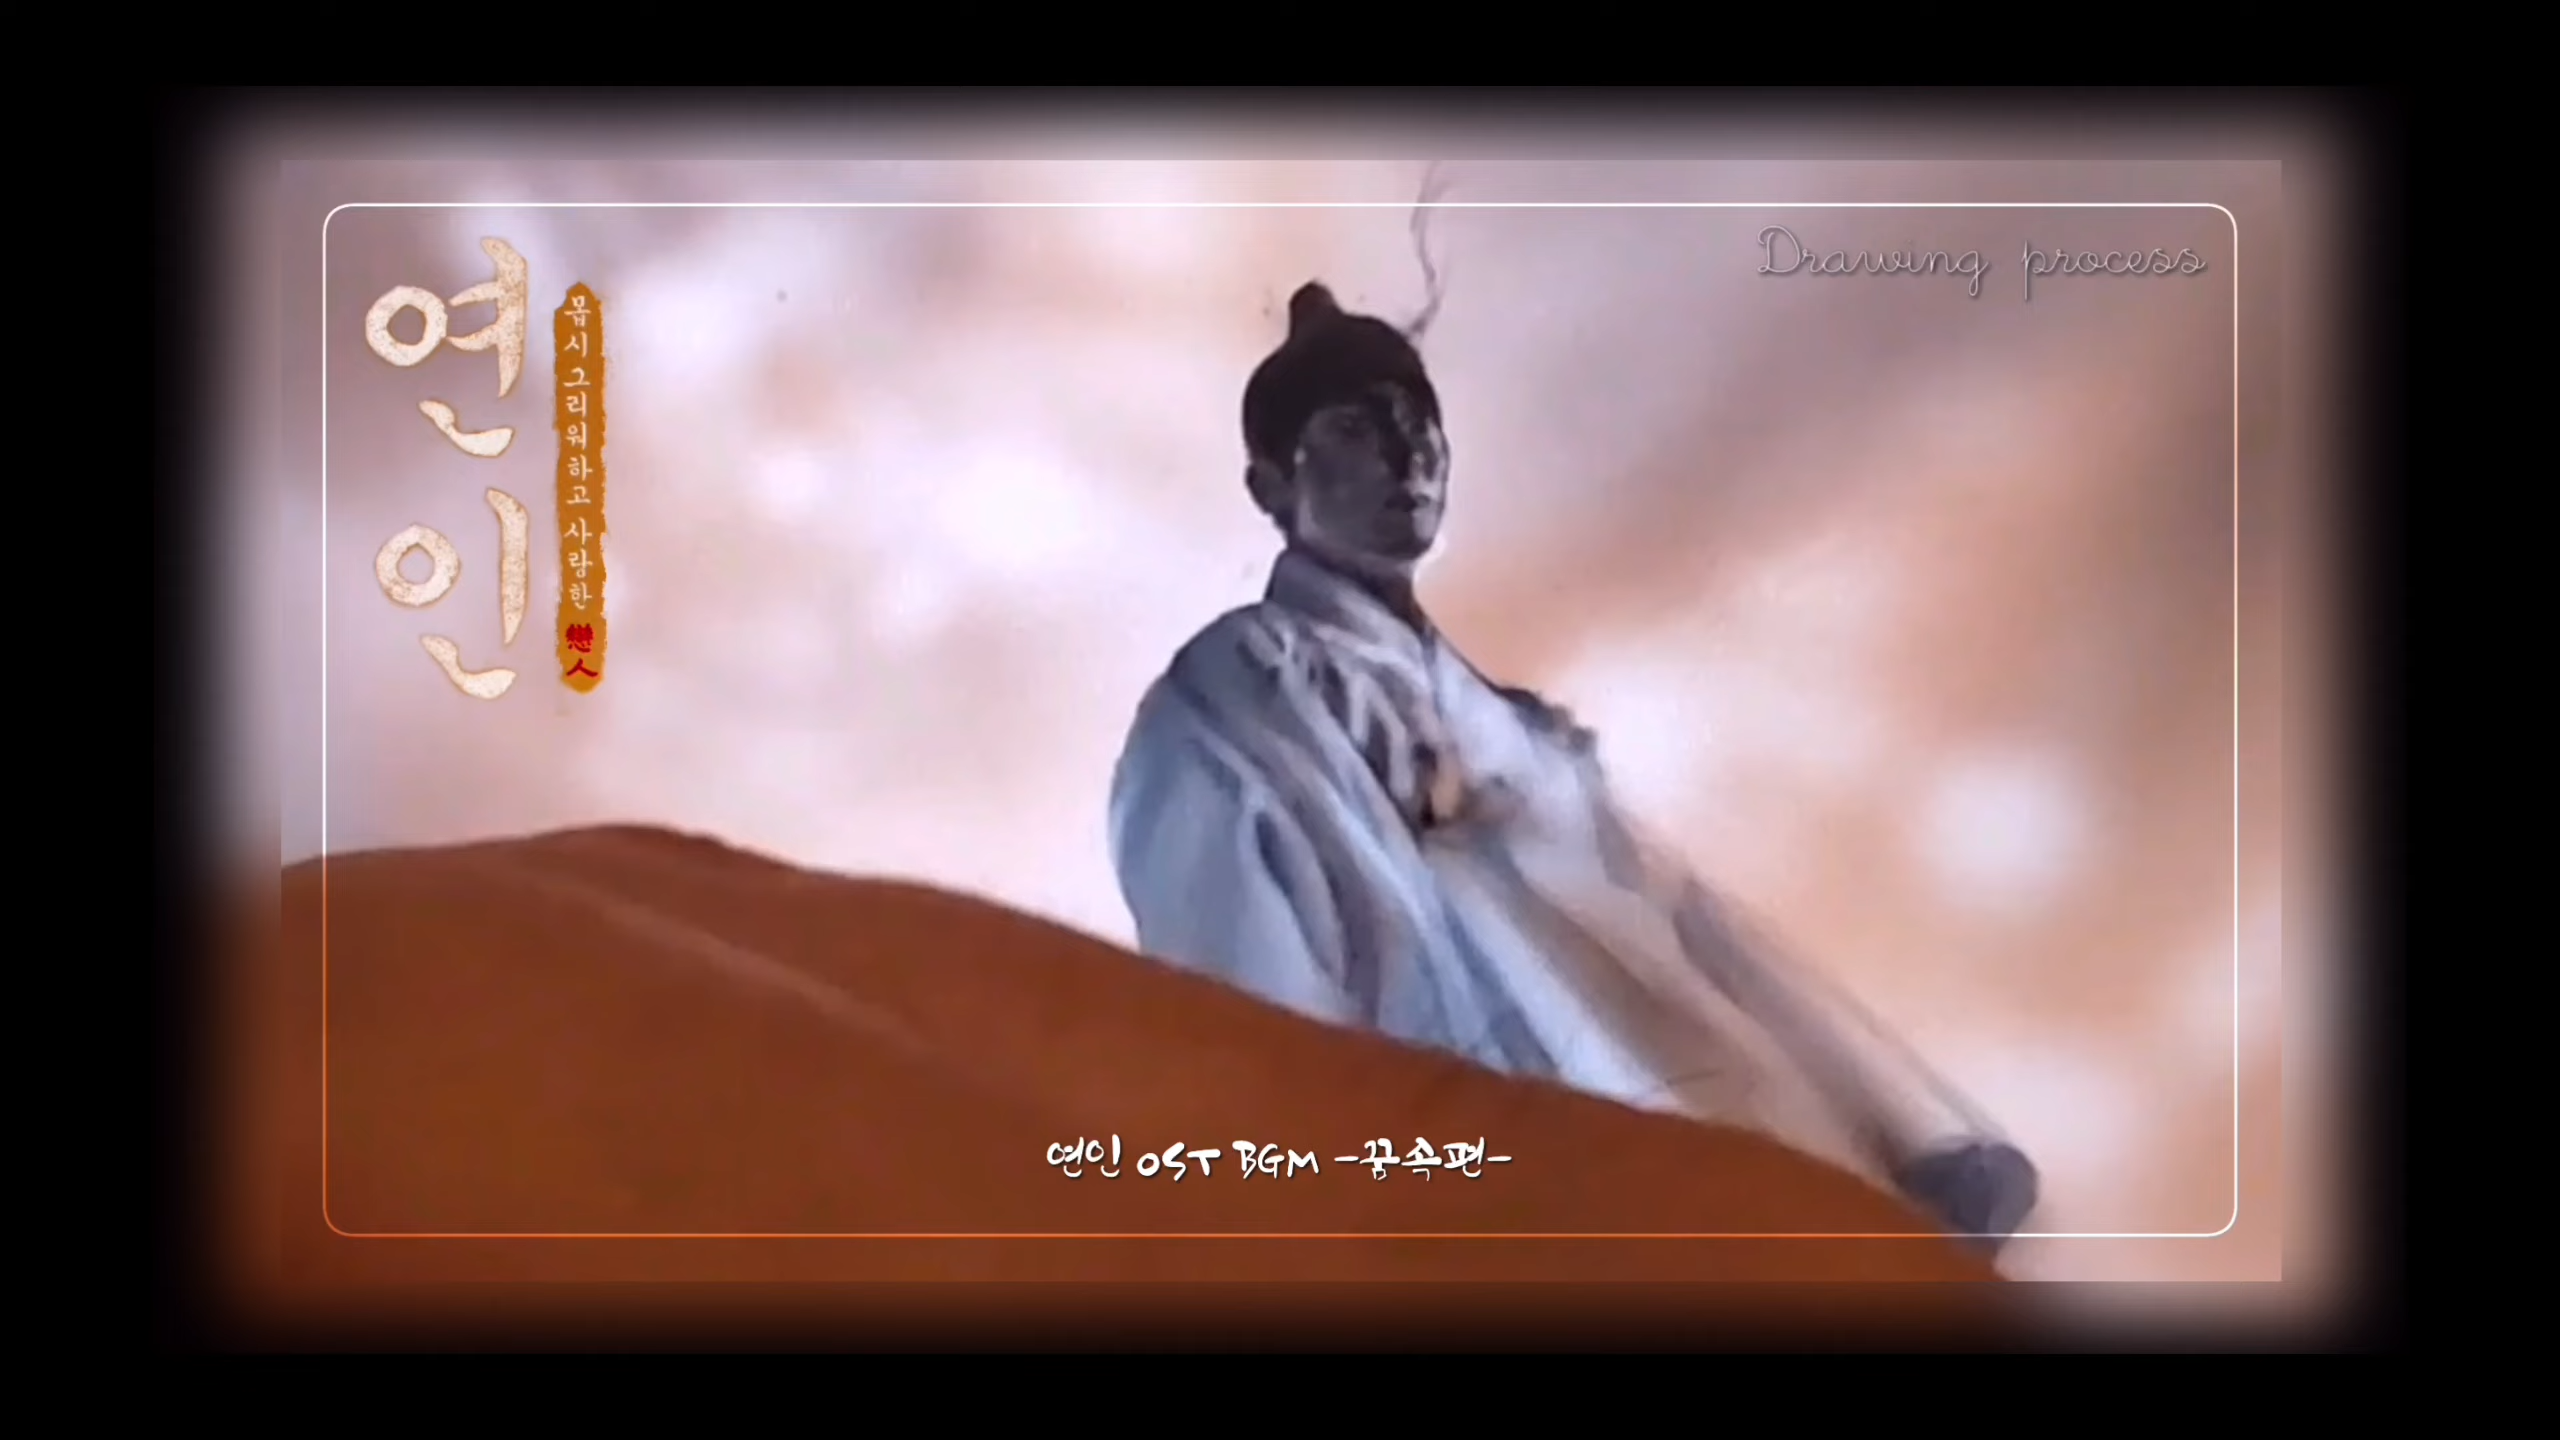 연인
몹시 그리워하고 사랑한 戀人
Drawing process
연인 OST BGM -꿈속편-